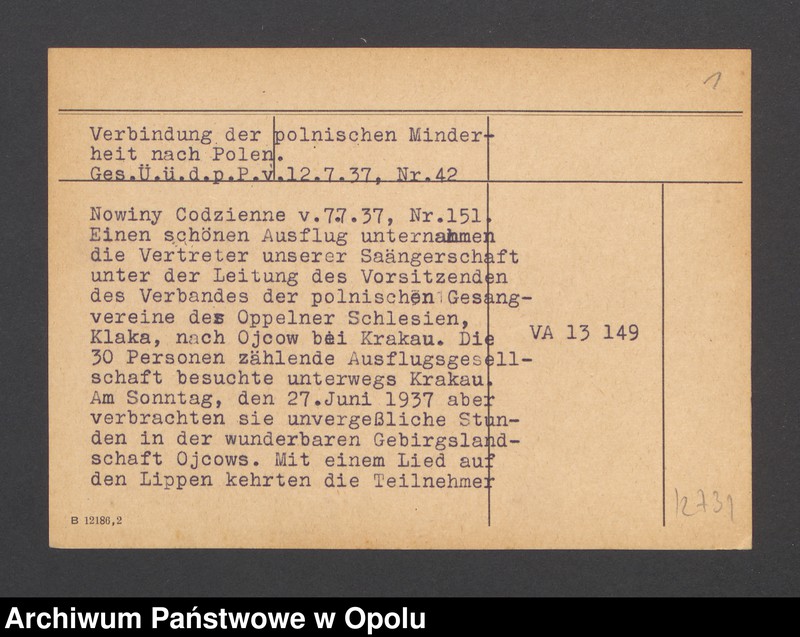 1
Verbindung der polnischen Minder-
heit nach Polen.
Ges.Ü.ü.d.p.P.v.12.7.37, Nr.42
Nowiny Codzienne v.7.7.37, Nr.151.
Einen schönen Ausflug unternahmen
die Vertreter unserer Saängerschaft
unter der Leitung des Vorsitzenden
des Verbandes der polnischen Gesang-
vereine des Oppelner Schlesien,
Klaka, nach Ojcow bei Krakau. Die
30 Personen zählende Ausflugsgesell-
schaft besuchte unterwegs Krakau.
Am Sonntag, den 27.Juni 1937 aber
verbrachten sie unvergeßliche Stun-
den in der wunderbaren Gebirgsland-
schaft Ojcows. Mit einem Lied auf
den Lippen kehrten die Teilnehmer
VA 13 149
B 12186,2
12731
Archiwum Państwowe w Opolu